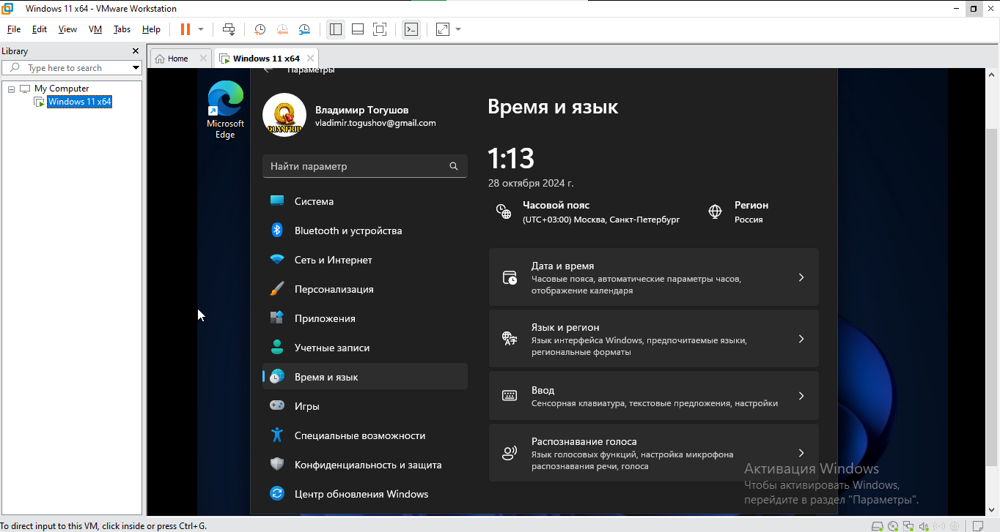 Windows 11 x64 - VMware Workstation
File Edit View VM Tabs Help
Library
Type here to search
My Computer
Windows 11 x64
Home
Windows 11 x64
Microsoft
Edge
Параметры
QUANFRID
Владимир Тогушов
vladimir.togushov@gmail.com
Найти параметр
Система
Bluetooth и устройства
Сеть и Интернет
Персонализация
Приложения
Учетные записи
Время и язык
Игры
Специальные возможности
Конфиденциальность и защита
Центр обновления Windows
Время и язык
1:13
28 октября 2024 г.
Часовой пояс
(UTC+03:00) Москва, Санкт-Петербург
Регион
Россия
Дата и время
Часовые пояса, автоматические параметры часов,
отображение календаря
Язык и регион
Язык интерфейса Windows, предпочитаемые языки,
региональные форматы
Ввод
Сенсорная клавиатура, текстовые предложения, настройки
Распознавание голоса
Язык голосовых функций, настройка микрофона
распознавания речи, голоса
Активация Windows
Чтобы активировать Windows,
перейдите в раздел "Параметры".
To direct input to this VM, click inside or press Ctrl+G.